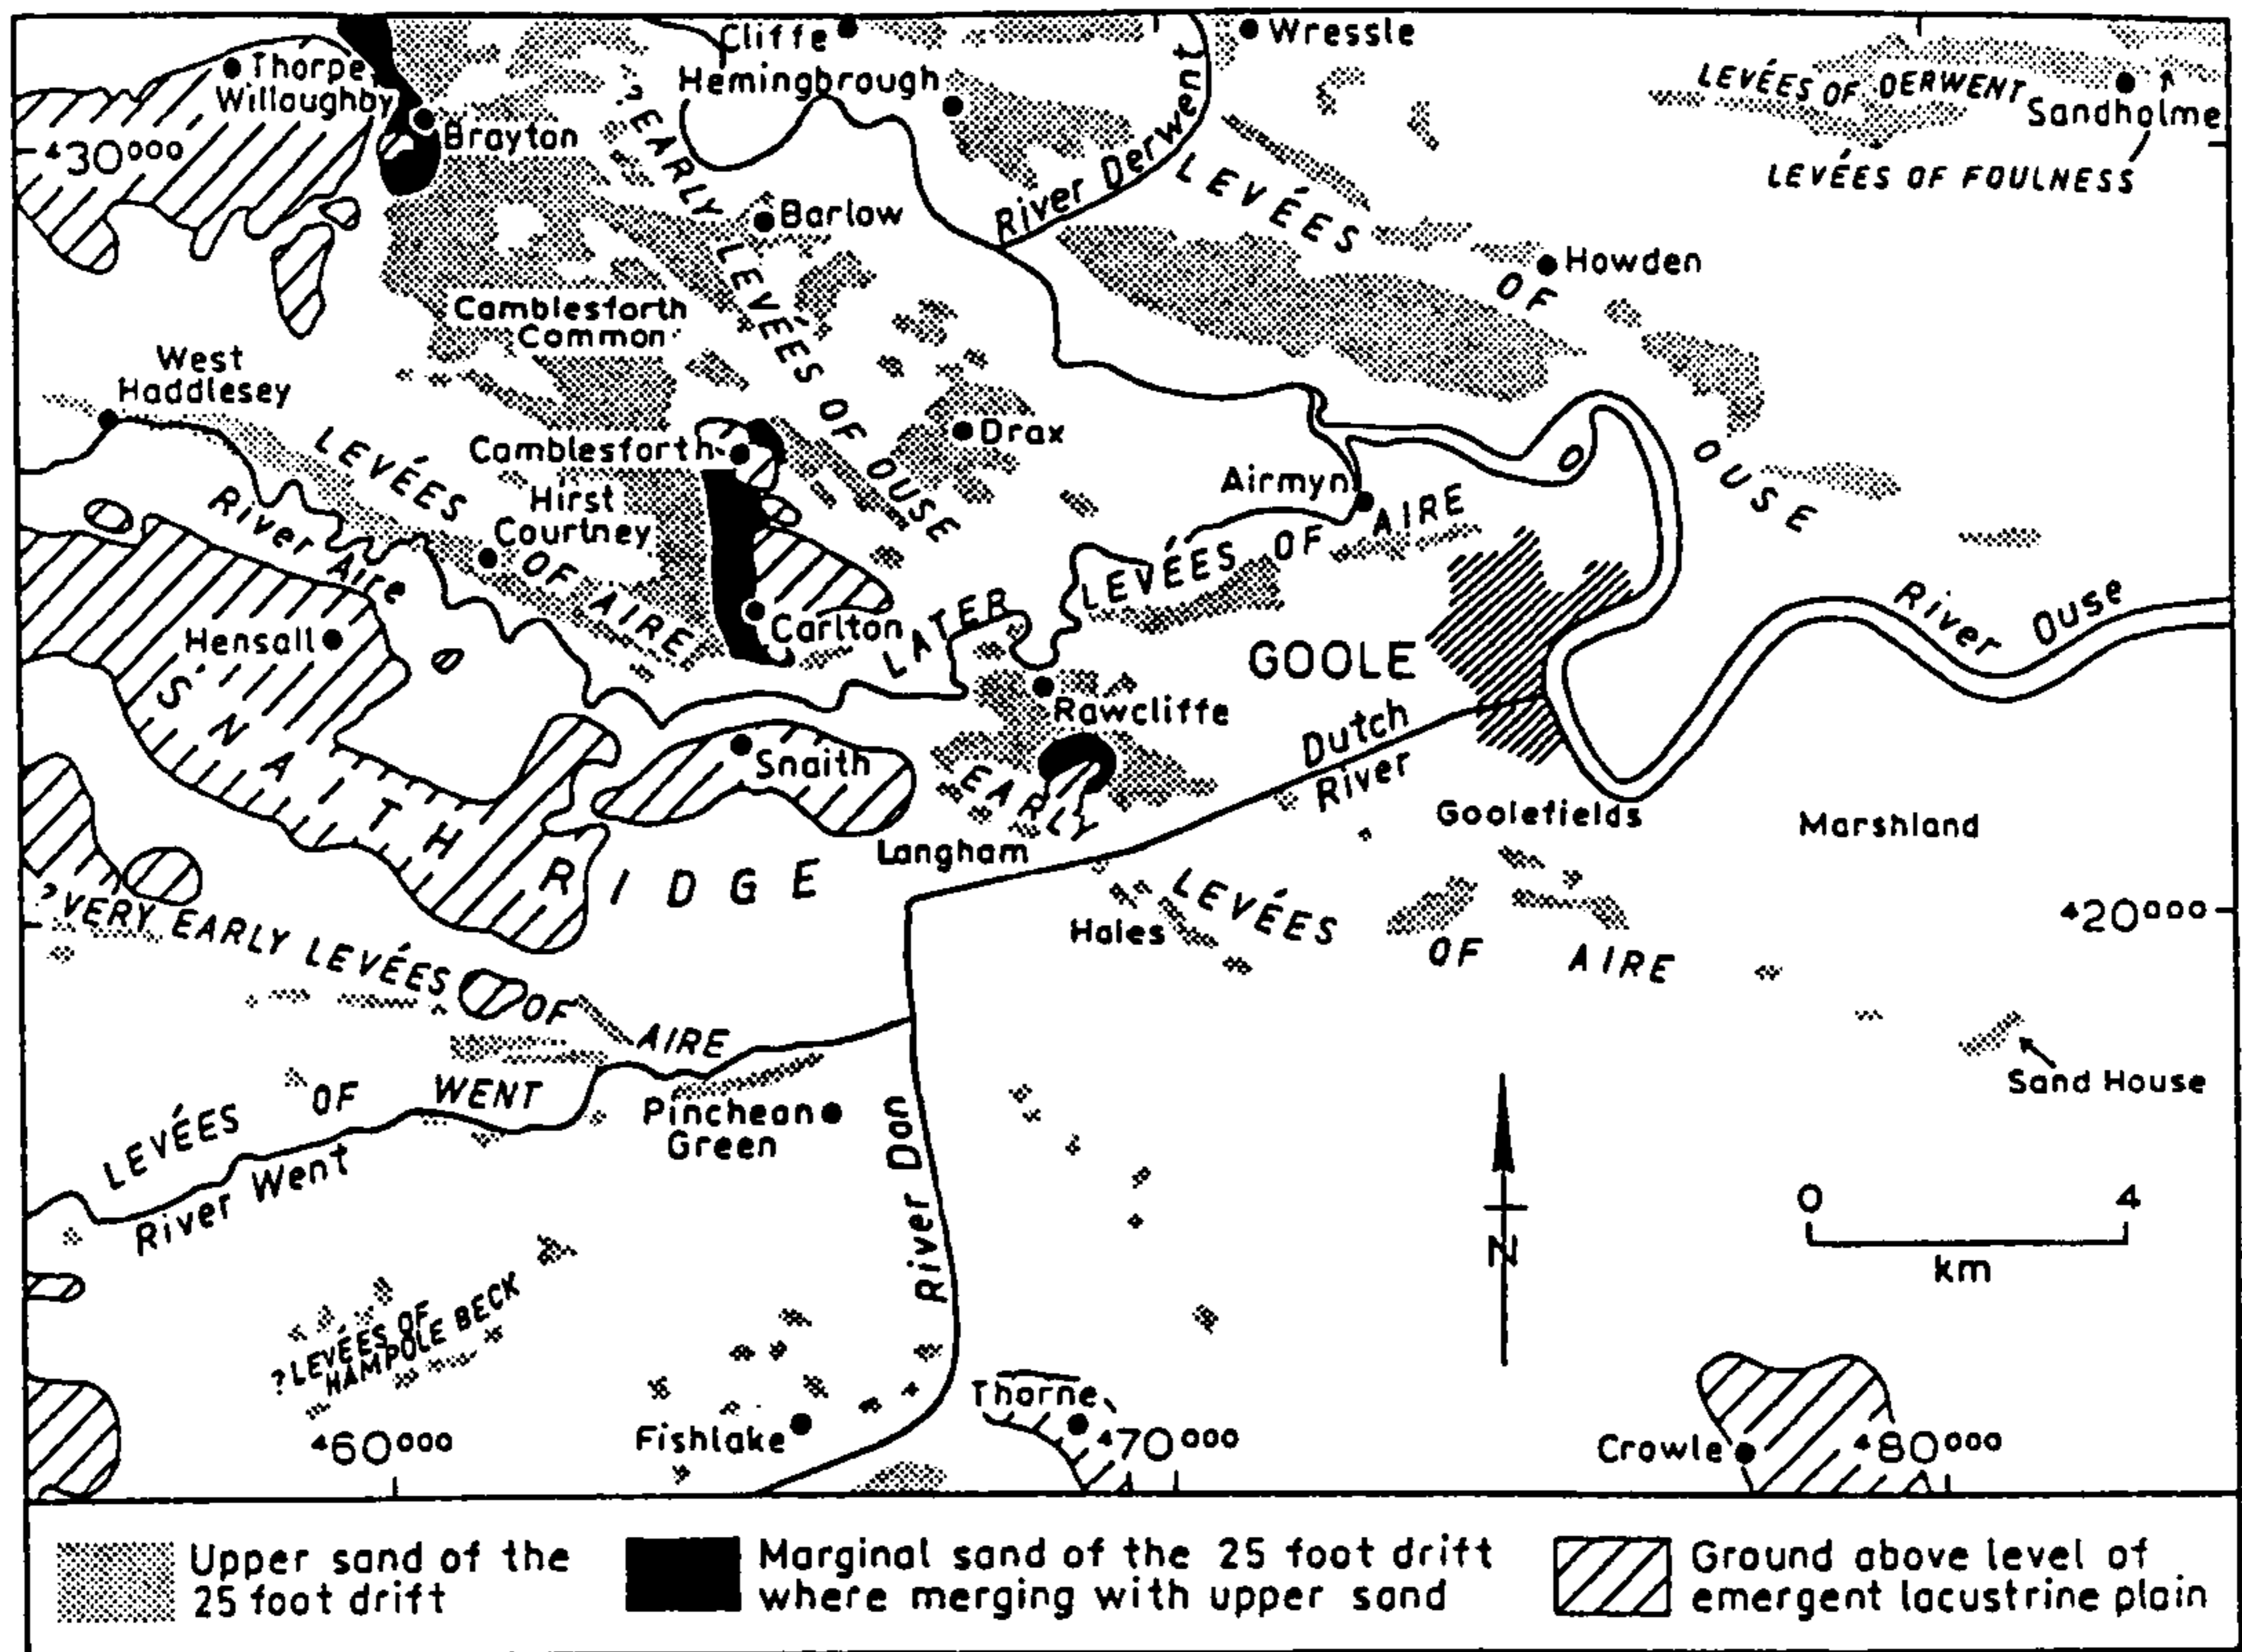 Cliffe
Wressle
Thorpe
Willoughby
Hemingbrough
LEVÉES OF DERWENT
Sandholme
Brayton
⁴30⁰⁰⁰
? EARLY LEVÉES OF OUSE
River Derwent
LEVÉES OF FOULNESS
Barlow
LEVÉES OF OUSE
Howden
Camblesforth
Common
West
Haddlesey
Camblesforth
Drax
LEVÉES OF AIRE
Hirst
Courtney
Airmyn
River Aire
LATER LEVÉES OF AIRE
Hensall
Carlton
GOOLE
River Ouse
Rawcliffe
Dutch
River
Snaith
SNAITH RIDGE
Goolefields
Marshland
Langham
EARLY LEVÉES OF AIRE
Hales
⁴20⁰⁰⁰
?VERY EARLY LEVÉES OF AIRE
Sand House
LEVÉES OF WENT
Pincheon
Green
River Went
River Don
N
0 4
km
?LEVÉES OF
HAMPOLE BECK
Thorne
Fishlake
Crowle
⁴60⁰⁰⁰
⁴70⁰⁰⁰
⁴80⁰⁰⁰
Upper sand of the
25 foot drift
Marginal sand of the 25 foot drift
where merging with upper sand
Ground above level of
emergent lacustrine plain